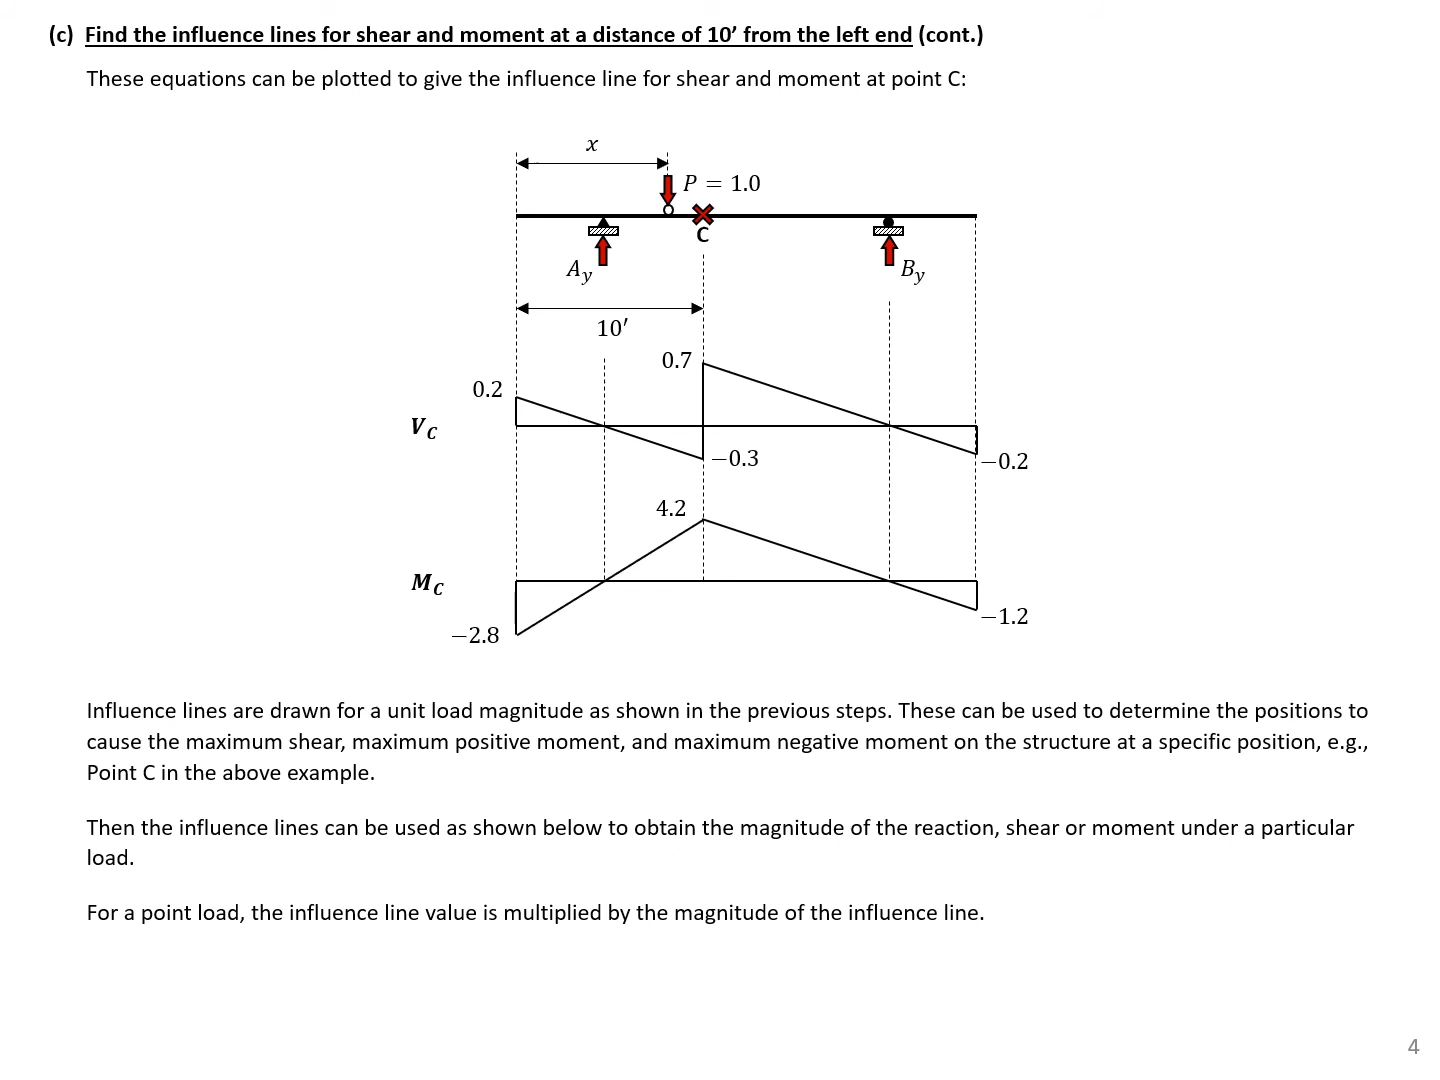 (c) Find the influence lines for shear and moment at a distance of 10’ from the left end (cont.)
These equations can be plotted to give the influence line for shear and moment at point C:
x
P = 1.0
C
A_y
B_y
10′
0.7
0.2
V_C
−0.3
−0.2
4.2
M_C
−1.2
−2.8
Influence lines are drawn for a unit load magnitude as shown in the previous steps. These can be used to determine the positions to
cause the maximum shear, maximum positive moment, and maximum negative moment on the structure at a specific position, e.g.,
Point C in the above example.
Then the influence lines can be used as shown below to obtain the magnitude of the reaction, shear or moment under a particular
load.
For a point load, the influence line value is multiplied by the magnitude of the influence line.
4